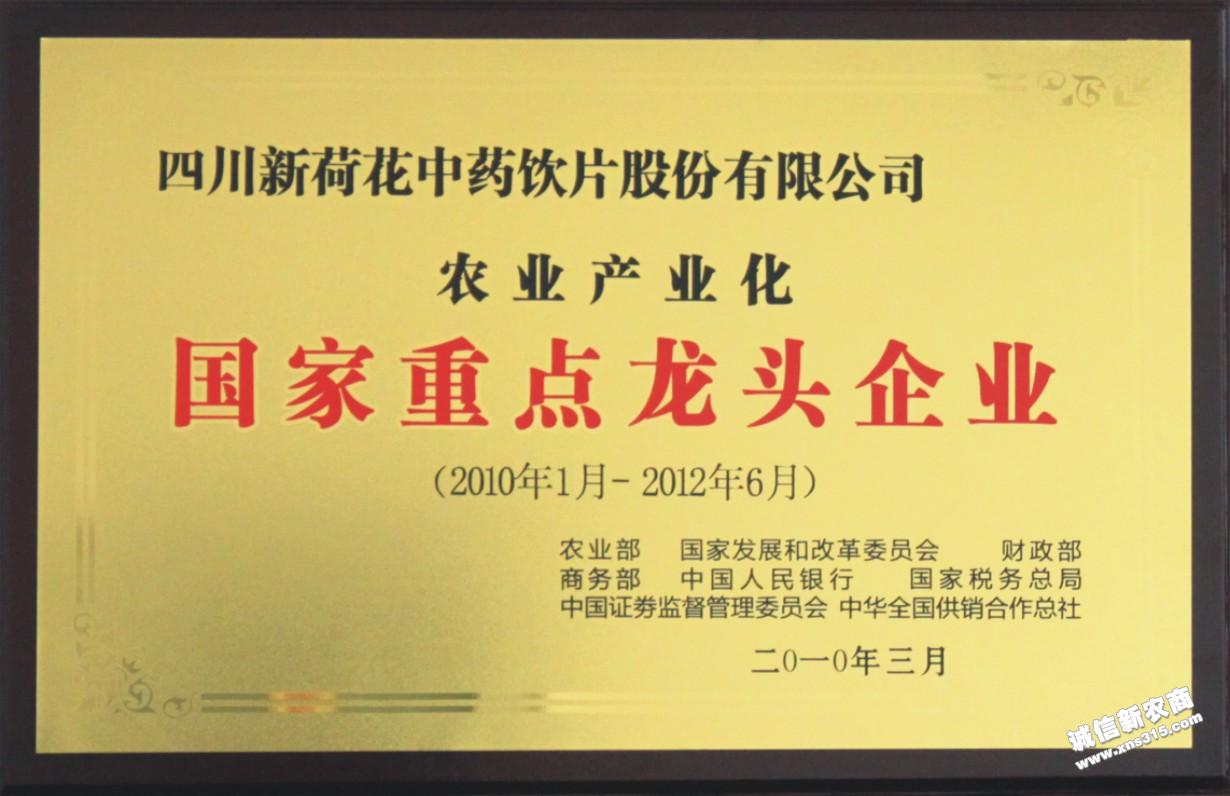 四川新荷花中药饮片股份有限公司
农业产业化
国家重点龙头企业
(2010年1月-2012年6月)
农业部 国家发展和改革委员会 财政部
商务部 中国人民银行 国家税务总局
中国证券监督管理委员会 中华全国供销合作总社
二〇一〇年三月
诚信新农商
www.xns315.com